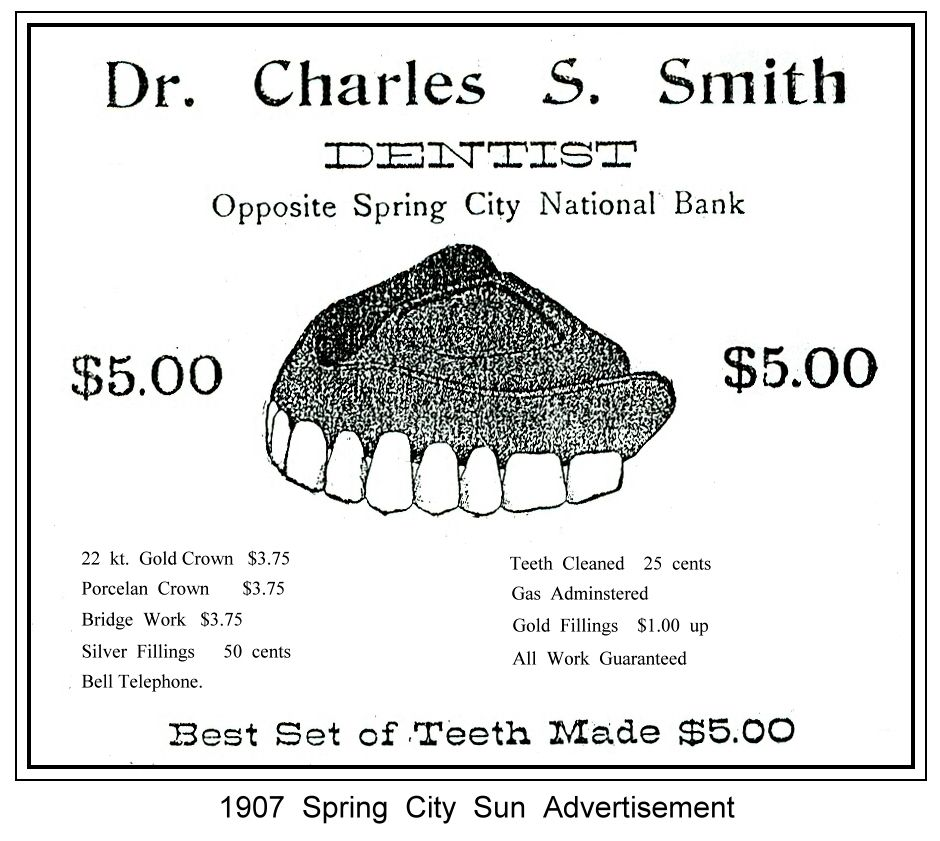 Dr. Charles S. Smith
DENTIST
Opposite Spring City National Bank
$5.00
$5.00
22 kt. Gold Crown $3.75
Porcelan Crown $3.75
Bridge Work $3.75
Silver Fillings 50 cents
Bell Telephone.
Teeth Cleaned 25 cents
Gas Adminstered
Gold Fillings $1.00 up
All Work Guaranteed
Best Set of Teeth Made $5.00
1907 Spring City Sun Advertisement